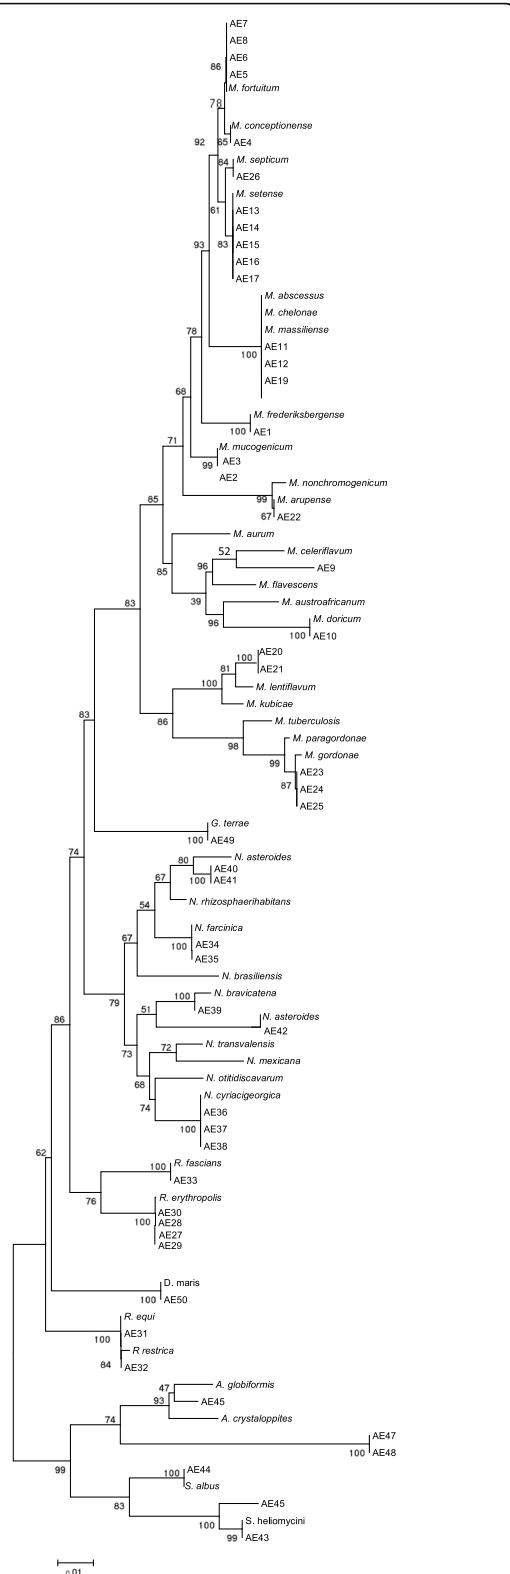 AE7
AE8
AE6
86
AE5
M. fortuitum
78
M. conceptionense
92
65
AE4
84
M. septicum
AE26
M. setense
61
AE13
AE14
93
83
AE15
AE16
AE17
M. abscessus
M. chelonae
78
M. massiliense
AE11
100
AE12
AE19
68
M. frederiksbergense
100
AE1
71
M. mucogenicum
99
AE3
AE2
M. nonchromogenicum
85
99
M. arupense
67
AE22
M. aurum
52
M. celeriflavum
85
96
AE9
M. flavescens
83
39
M. austroafricanum
96
M. doricum
100
AE10
AE20
100
81
AE21
100
M. lentiflavum
M. kubicae
83
86
M. tuberculosis
98
M. paragordonae
99
M. gordonae
AE23
87
AE24
AE25
G. terrae
100
AE49
74
80
N. asteroides
AE40
67
100
AE41
54
N. rhizosphaerihabitans
N. farcinica
67
100
AE34
AE35
N. brasiliensis
79
100
N. bravicatena
51
AE39
N. asteroides
86
AE42
73
72
N. transvalensis
N. mexicana
68
N. otitidiscavarum
74
N. cyriacigeorgica
AE36
100
AE37
AE38
62
100
R. fascians
AE33
76
R. erythropolis
AE30
100
AE28
AE27
AE29
D. maris
100
AE50
R. equi
100
AE31
R restrica
84
AE32
47
A. globiformis
93
AE45
74
A. crystaloppites
AE47
100
AE48
99
100
AE44
S. albus
83
AE45
100
S. heliomycini
99
AE43
0.01